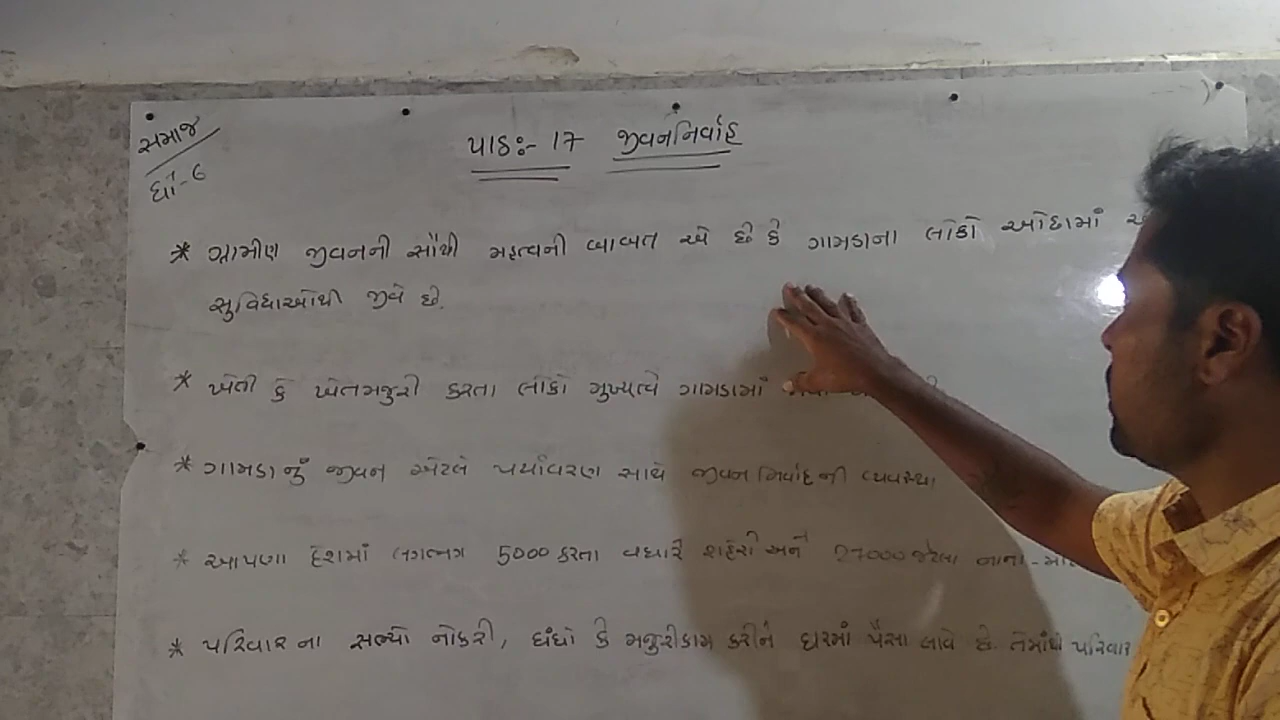 સમાજ
ધો-6
પાઠ:- 17 જીવનનિર્વાહ
* ગ્રામીણ જીવનની સૌથી મહત્વની બાબત એ છે કે ગામડાના લોકો ઓછામાં
સુવિધાઓથી જીવે છે.
* ખેતી કે ખેતમજુરી કરતા લોકો મુખ્યત્વે ગામડામાં
* ગામડાનું જીવન એટલે પર્યાવરણ સાથે જીવનનિર્વાહની વ્યવસ્થા
* આપણા દેશમાં લગભગ 5000 કરતા વધારે શહેરો અને 27000 જેટલા નાના-
* પરિવારના સભ્યો નોકરી, ધંધો કે મજુરીકામ કરીને ઘરમાં પૈસા લાવે છે. તેમાંથી પરિવાર